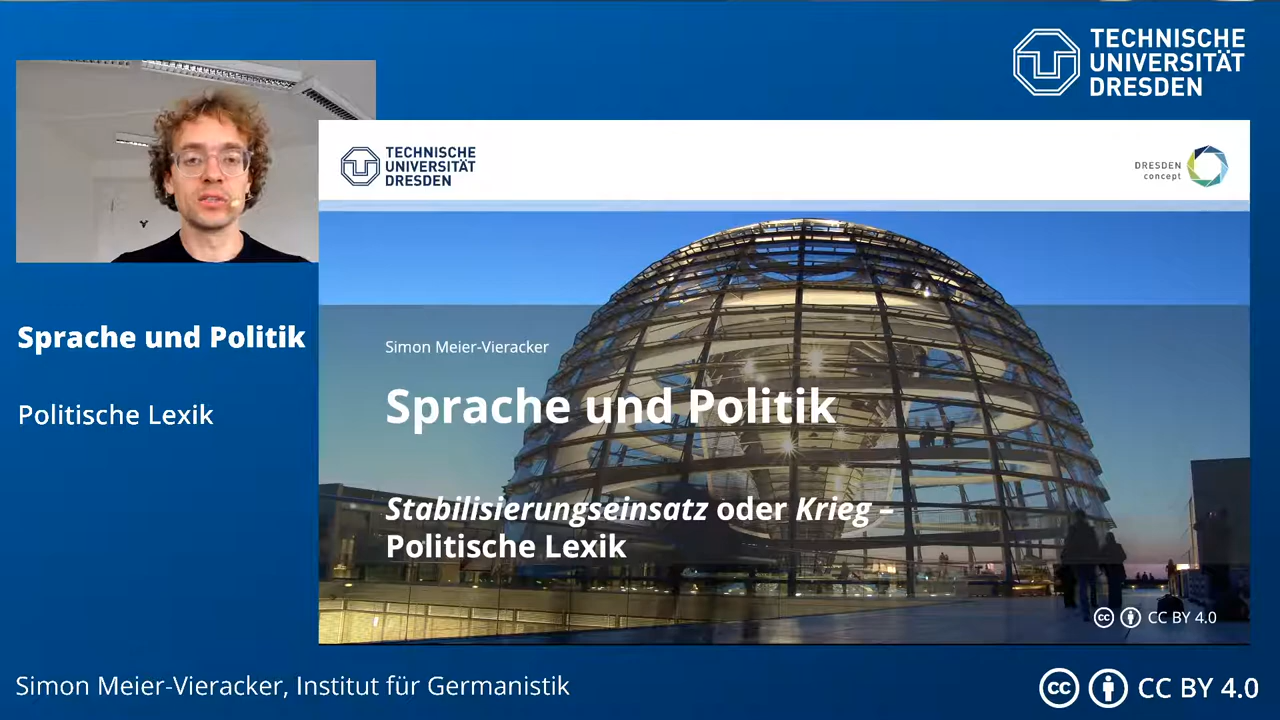 TECHNISCHE
UNIVERSITÄT
DRESDEN
TECHNISCHE
UNIVERSITÄT
DRESDEN
DRESDEN
concept
Sprache und Politik
Politische Lexik
Simon Meier-Vieracker
Sprache und Politik
Stabilisierungseinsatz oder Krieg –
Politische Lexik
cc CC BY 4.0
Simon Meier-Vieracker, Institut für Germanistik
cc CC BY 4.0